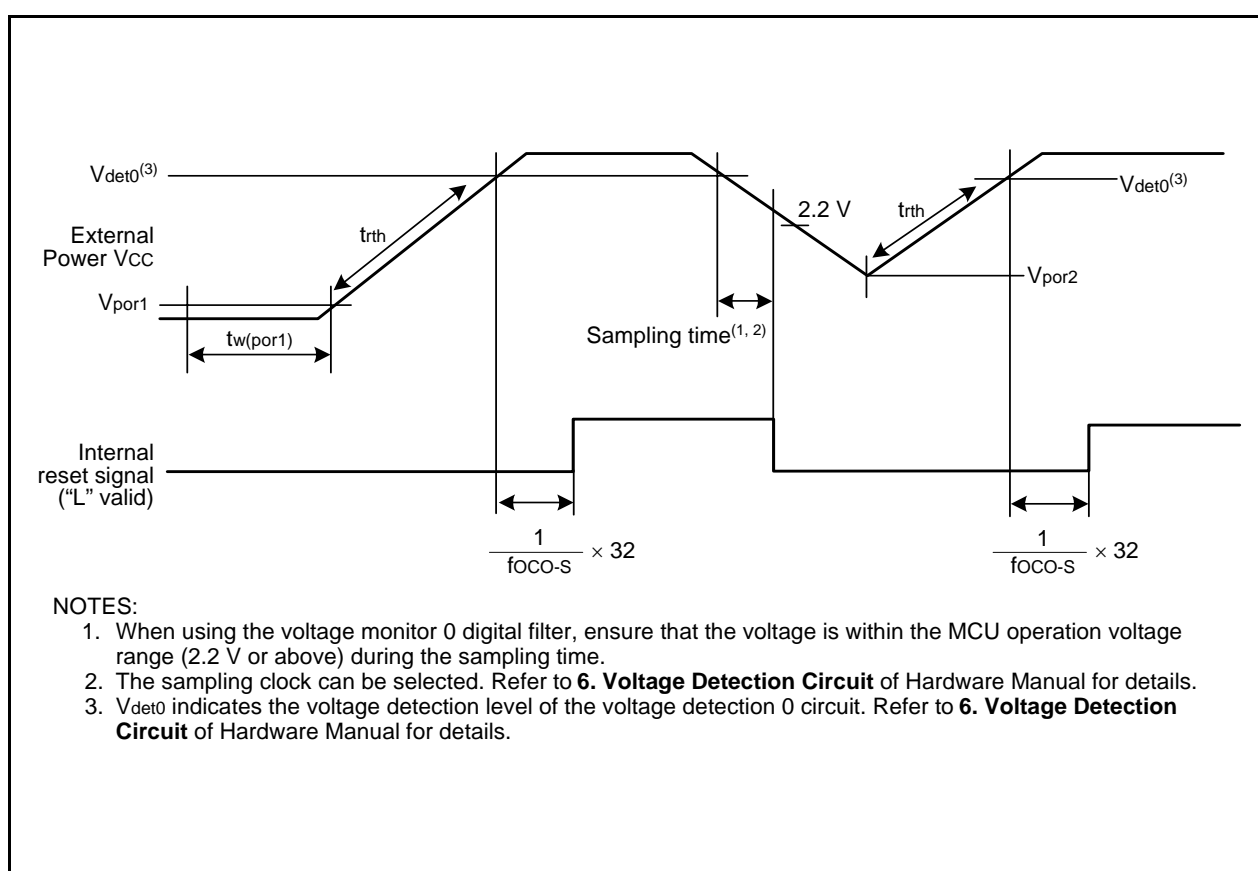 Vdet0(3)
2.2 V
Vdet0(3)
trth
trth
External
Power VCC
Vpor1
Vpor2
tw(por1)
Sampling time(1, 2)
Internal
reset signal
(“L” valid)
1
fOCO-S
× 32
1
fOCO-S
× 32
NOTES:
1. When using the voltage monitor 0 digital filter, ensure that the voltage is within the MCU operation voltage
range (2.2 V or above) during the sampling time.
2. The sampling clock can be selected. Refer to 6. Voltage Detection Circuit of Hardware Manual for details.
3. Vdet0 indicates the voltage detection level of the voltage detection 0 circuit. Refer to 6. Voltage Detection
Circuit of Hardware Manual for details.